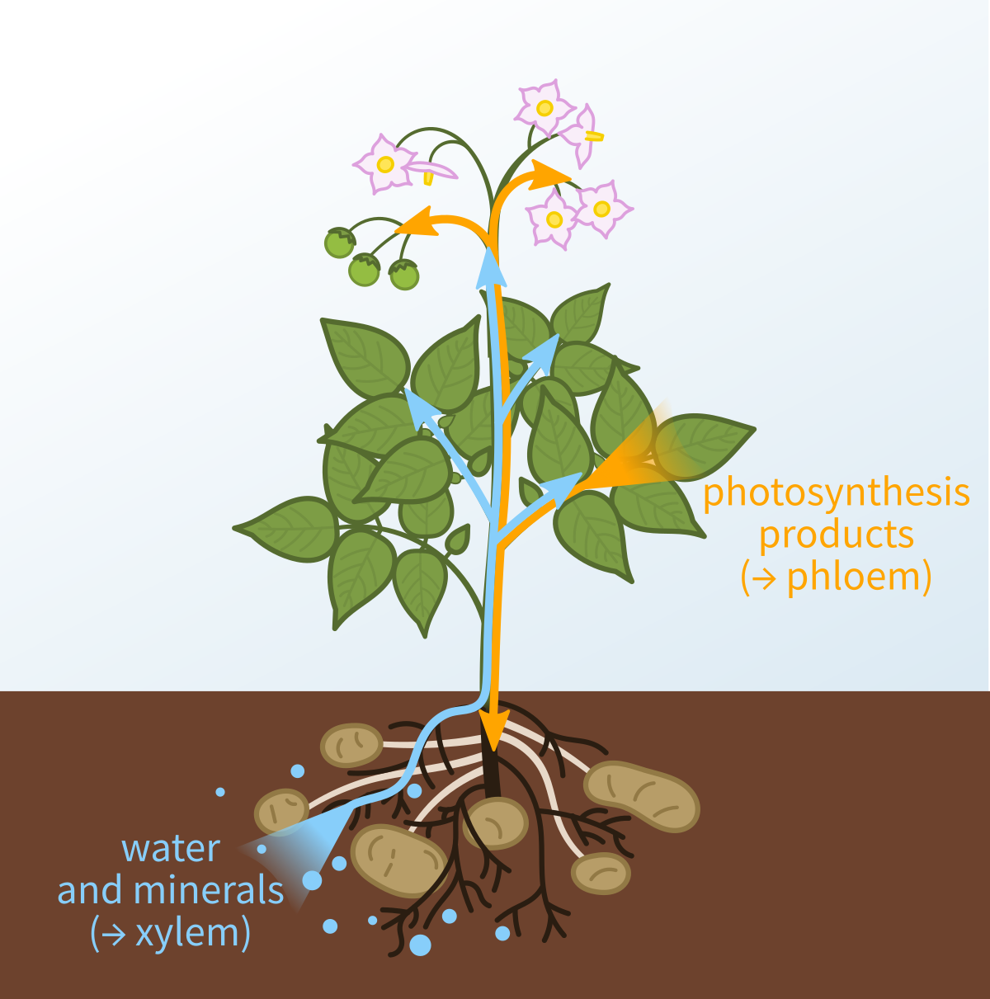 photosynthesis
products
(→ phloem)
water
and minerals
(→ xylem)